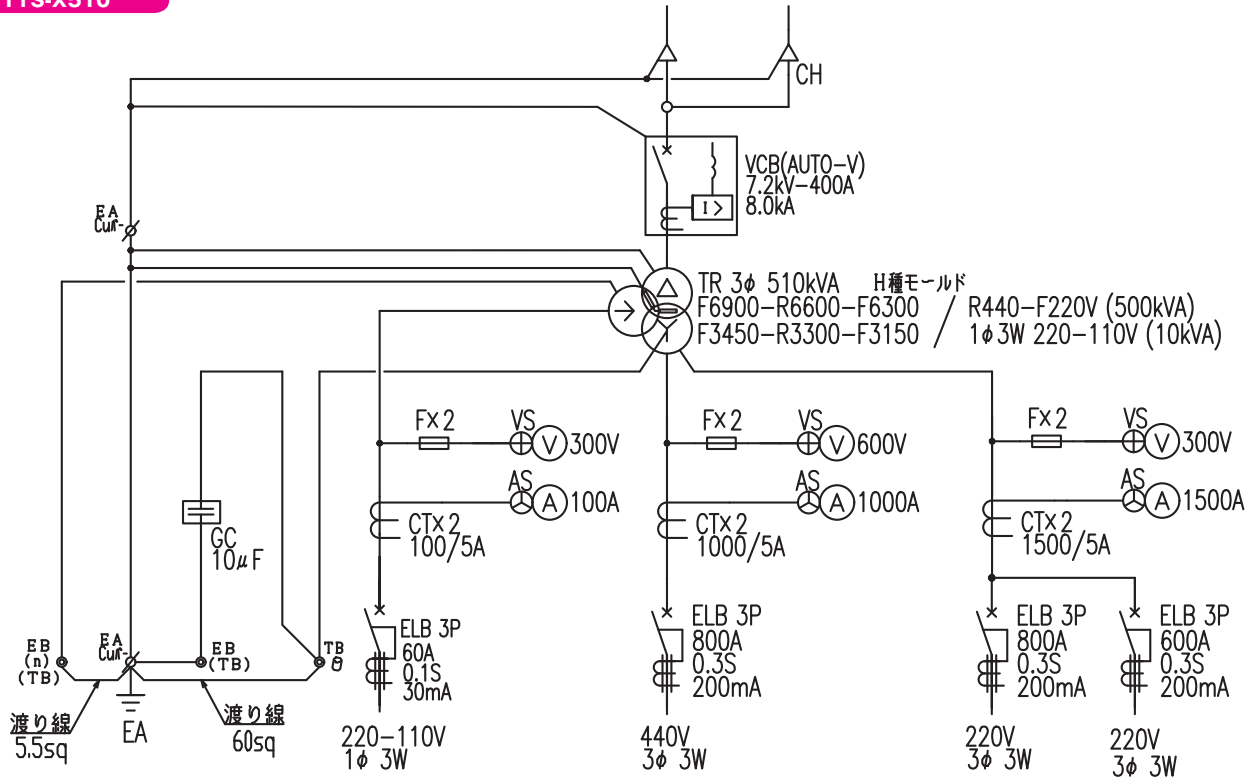 TTS-X510
CH
VCB(AUTO-V)
7.2kV-400A
8.0kA
I >
EA
TR 3φ 510kVA H種モールド
F6900-R6600-F6300 / R440-F220V (500kVA)
F3450-R3300-F3150 / 1φ3W 220-110V (10kVA)
F×2
VS
V 300V
AS
A 100A
CT×2
100/5A
F×2
VS
V 600V
AS
A 1000A
CT×2
1000/5A
F×2
VS
V 300V
AS
A 1500A
CT×2
1500/5A
GC
10μF
EB
(n)
(TB)
EA
EB
(TB)
TB
渡り線
5.5sq
EA
渡り線
60sq
ELB 3P
60A
0.1S
30mA
220-110V
1φ 3W
ELB 3P
800A
0.3S
200mA
440V
3φ 3W
ELB 3P
800A
0.3S
200mA
220V
3φ 3W
ELB 3P
600A
0.3S
200mA
220V
3φ 3W